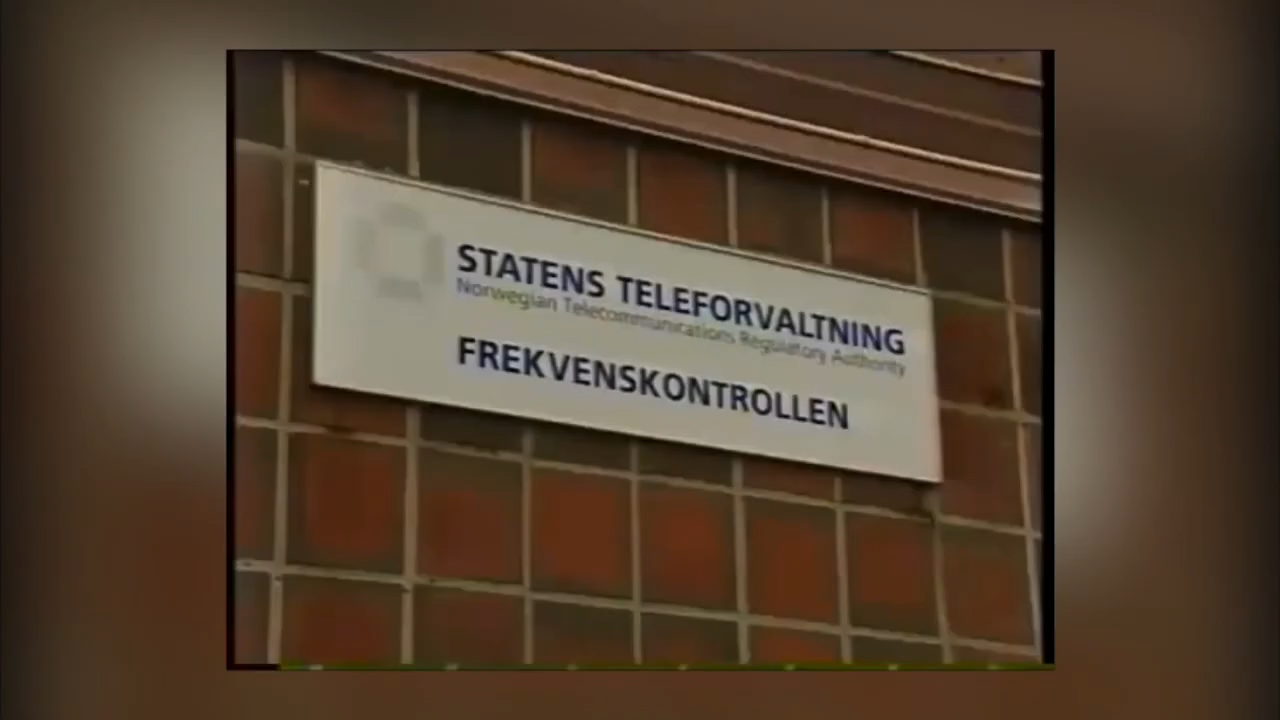 STATENS TELEFORVALTNING
Norwegian Telecommunications Regulatory Authority
FREKVENSKONTROLLEN